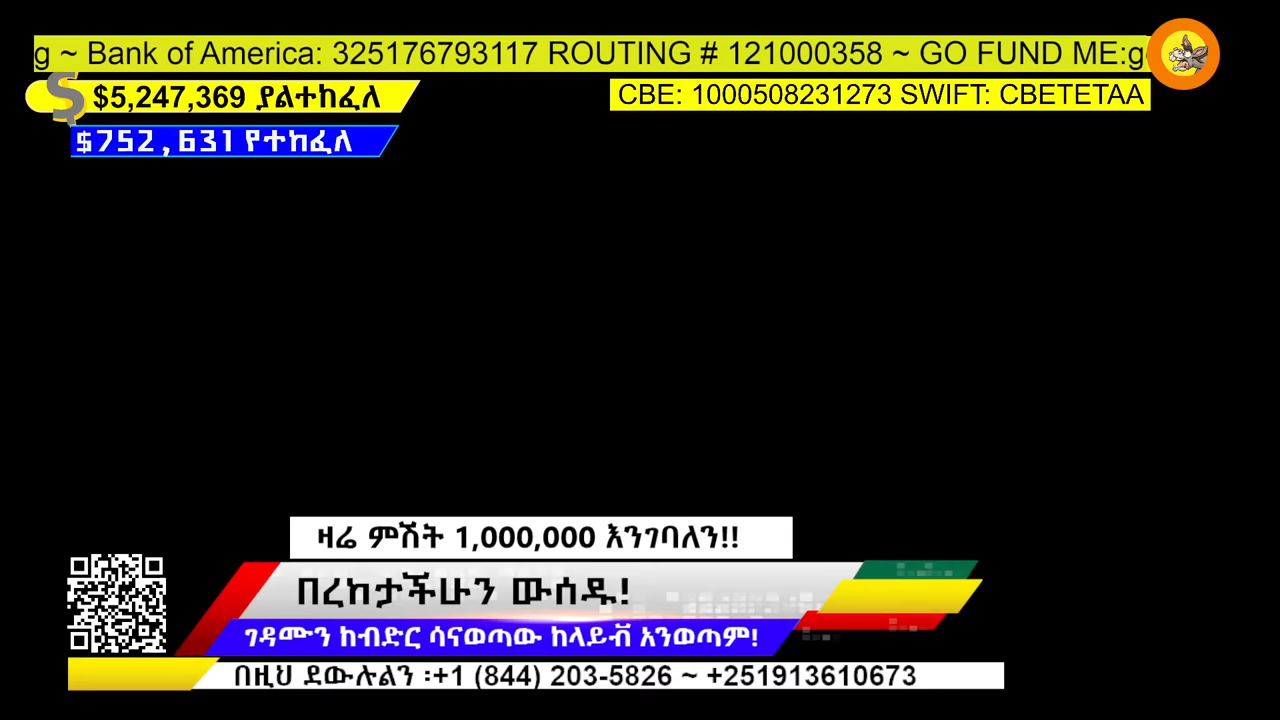 g ~ Bank of America: 325176793117 ROUTING # 121000358 ~ GO FUND ME:g
$5,247,369 ያልተከፈለ
CBE: 1000508231273 SWIFT: CBETETAA
$752,631 የተከፈለ
ዛሬ ምሽት 1,000,000 እንገባለን!!
በረከታችሁን ውሰዱ!
ገዳሙን ከብድር ሳናወጣው ከላይቭ አንወጣም!
በዚህ ደውሉልን ፡+1 (844) 203-5826 ~ +251913610673